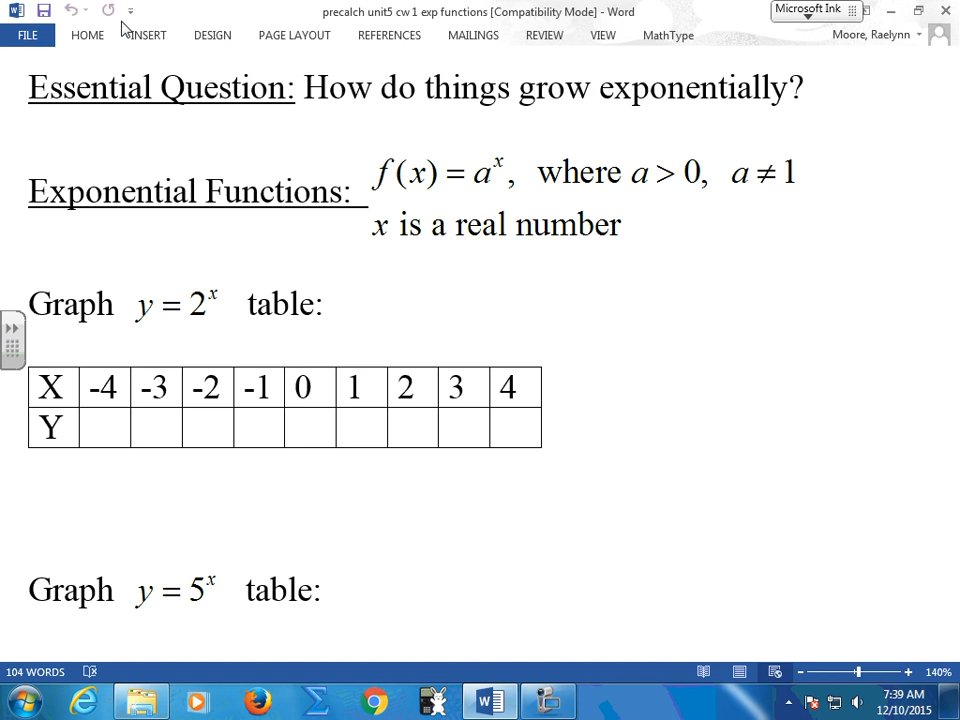 precalch unit5 cw 1 exp functions [Compatibility Mode] - Word
Microsoft Ink
FILE HOME INSERT DESIGN PAGE LAYOUT REFERENCES MAILINGS REVIEW VIEW MathType Moore, Raelynn
Essential Question: How do things grow exponentially?
Exponential Functions: f(x) = a^x, where a > 0, a ≠ 1
x is a real number
Graph y = 2^x table:
X -4 -3 -2 -1 0 1 2 3 4
Y
Graph y = 5^x table:
104 WORDS 140%
7:39 AM
12/10/2015